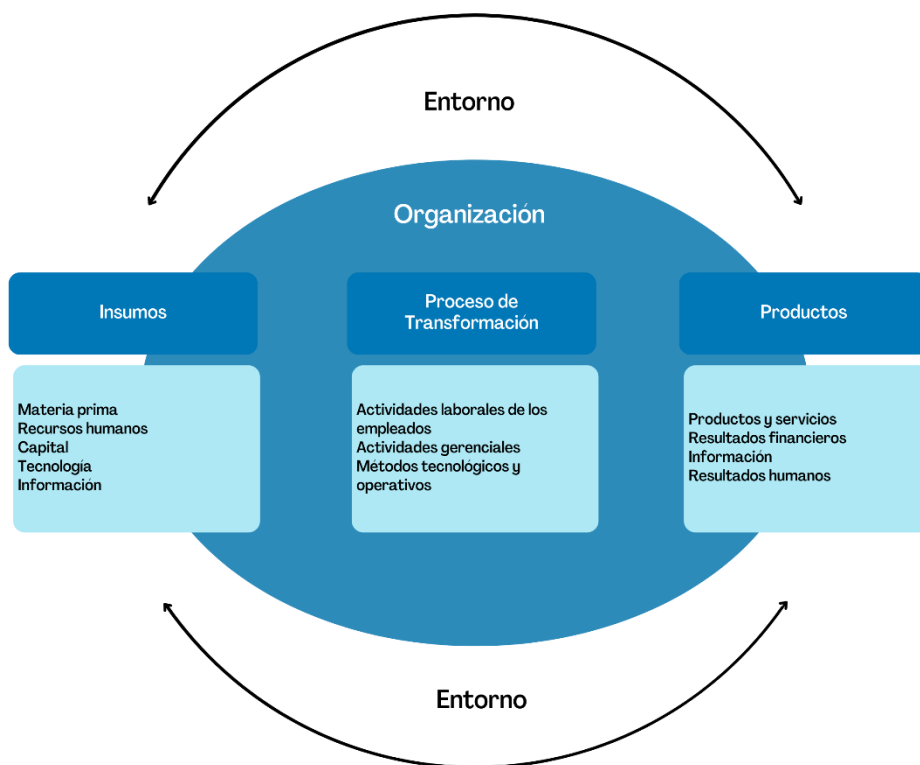 Entorno
Organización
Insumos
Proceso de
Transformación
Productos
Materia prima
Recursos humanos
Capital
Tecnología
Información
Actividades laborales de los
empleados
Actividades gerenciales
Métodos tecnológicos y
operativos
Productos y servicios
Resultados financieros
Información
Resultados humanos
Entorno